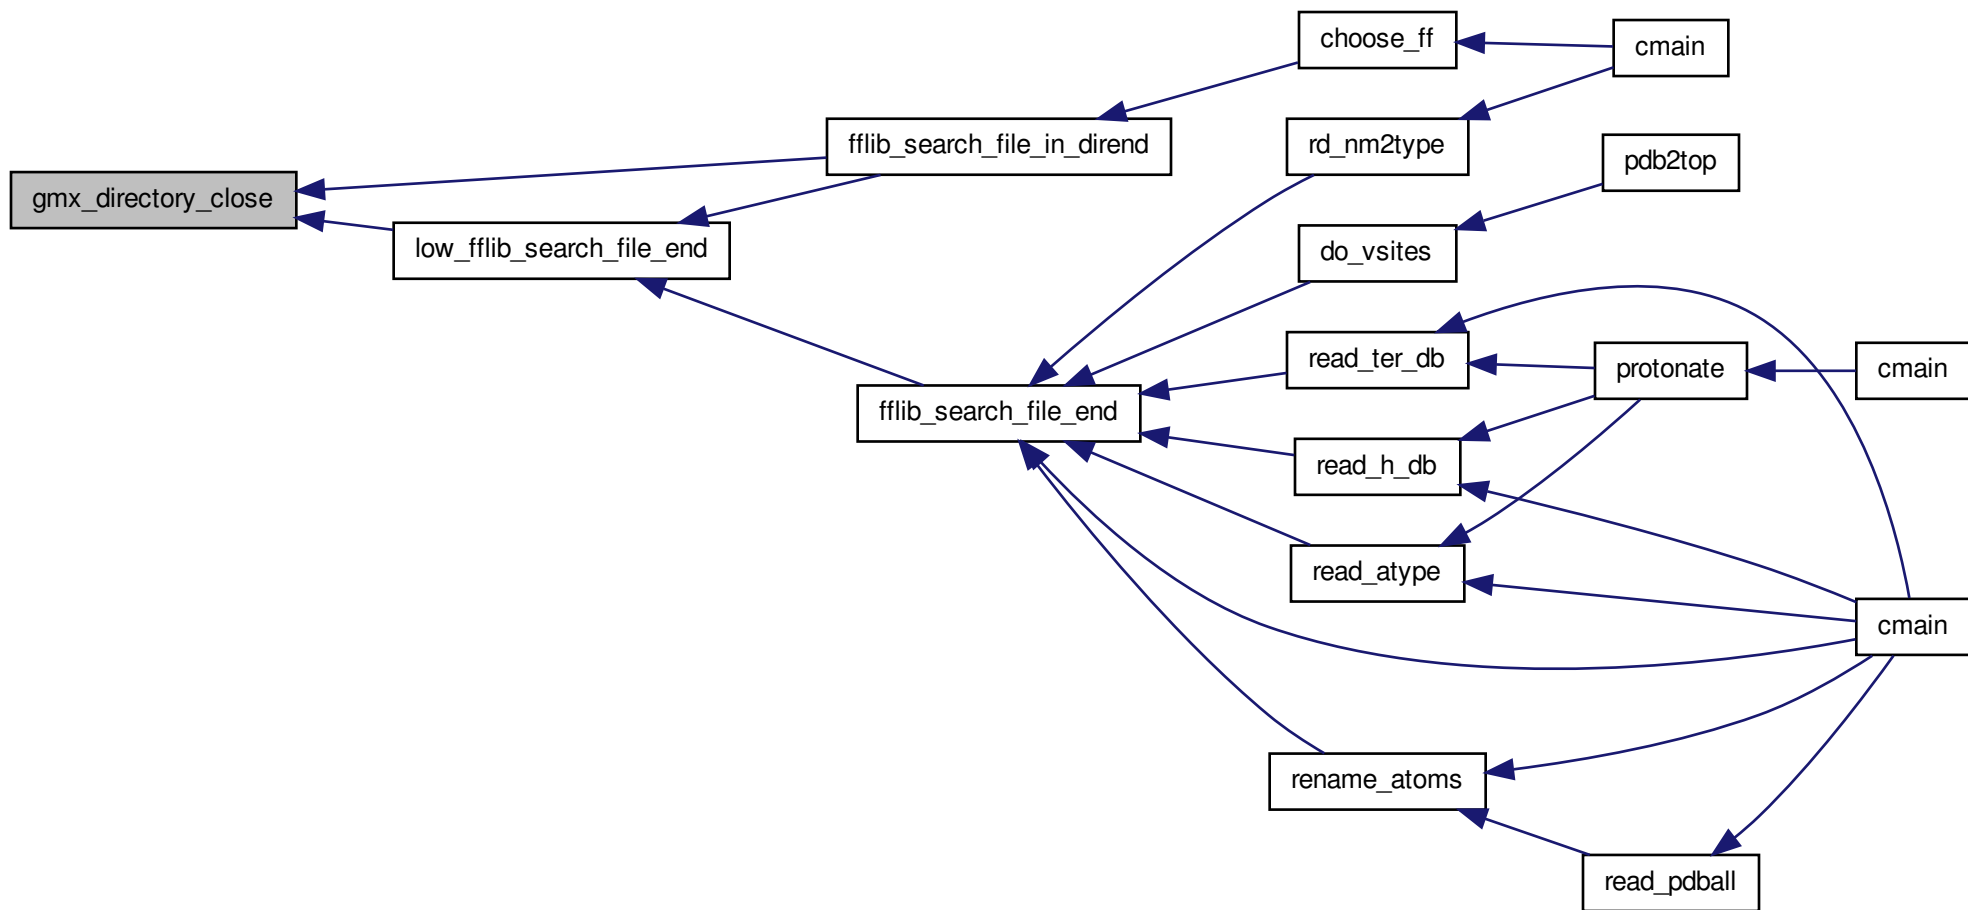 choose_ff
cmain
fflib_search_file_in_dirend
rd_nm2type
pdb2top
gmx_directory_close
low_fflib_search_file_end
do_vsites
read_ter_db
protonate
cmain
fflib_search_file_end
read_h_db
read_atype
cmain
rename_atoms
read_pdball